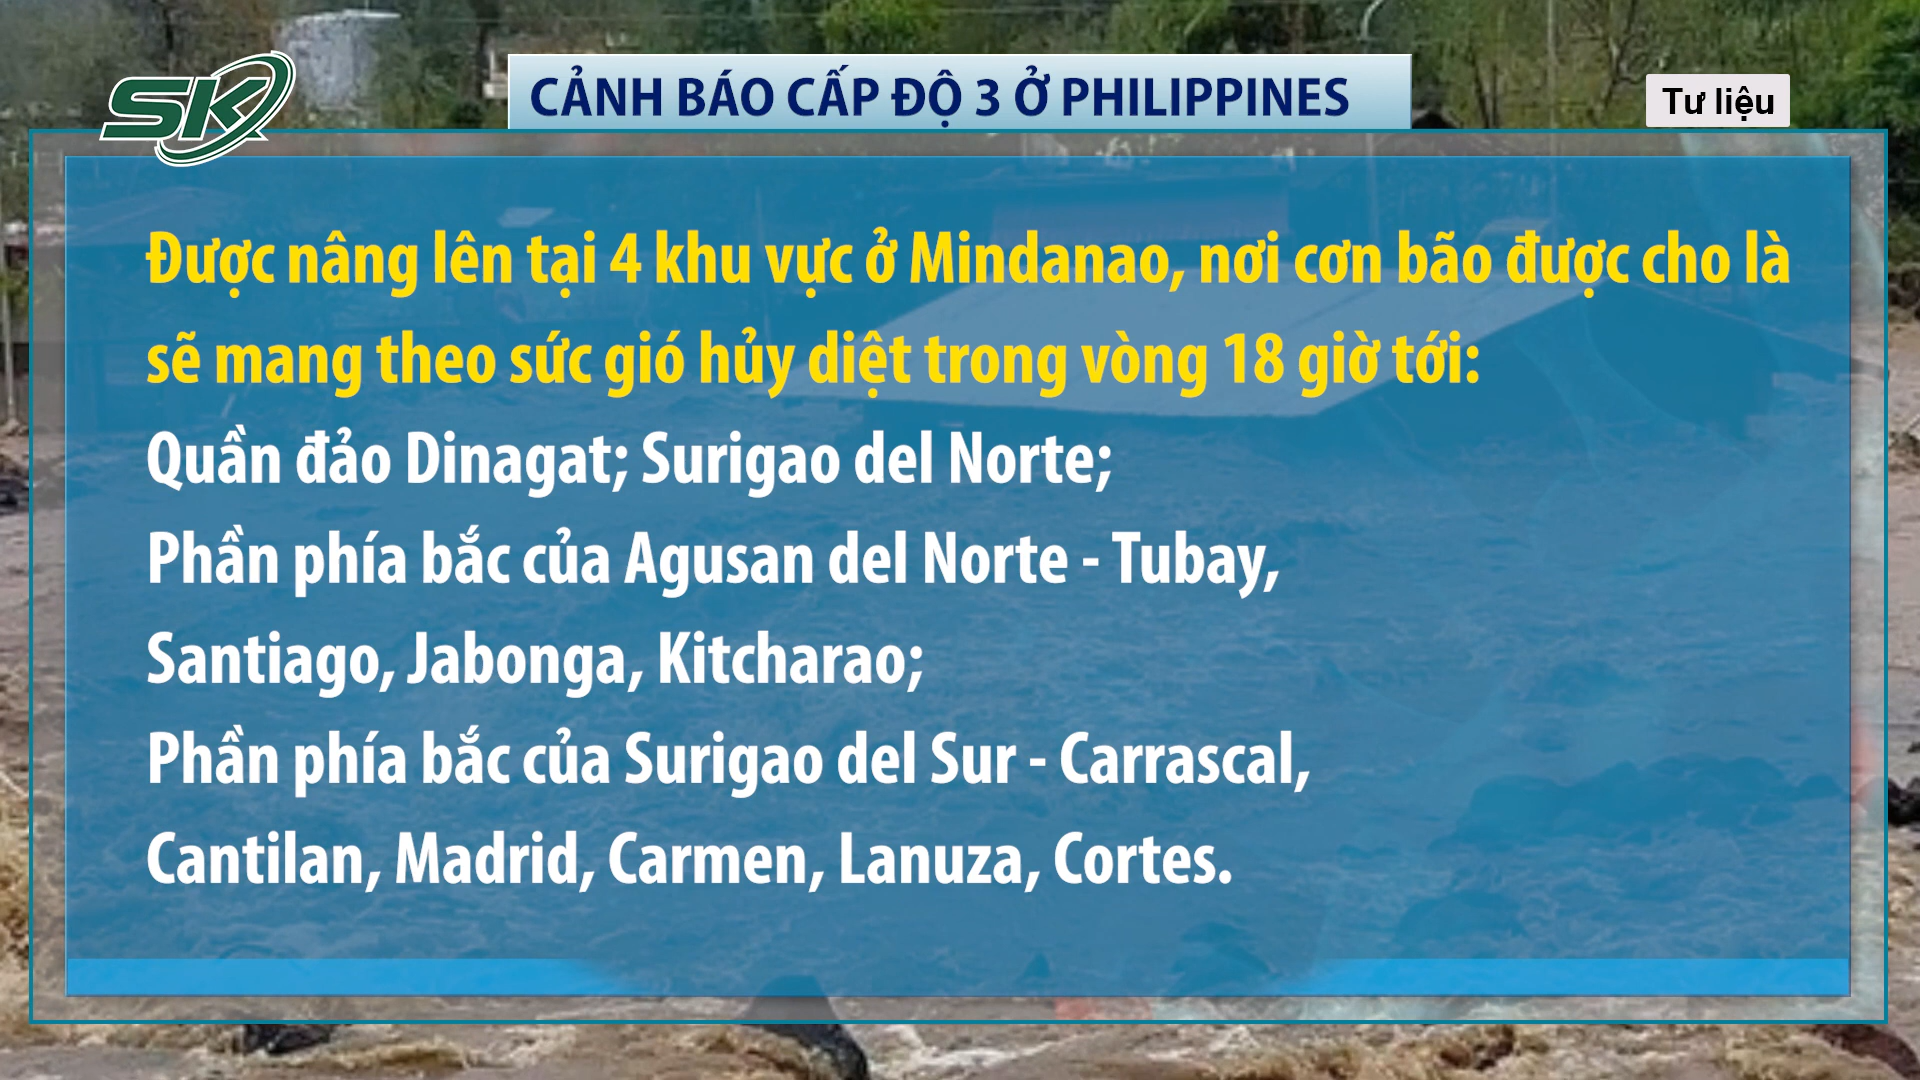 SK
CẢNH BÁO CẤP ĐỘ 3 Ở PHILIPPINES
Tư liệu
Được nâng lên tại 4 khu vực ở Mindanao, nơi cơn bão được cho là
sẽ mang theo sức gió hủy diệt trong vòng 18 giờ tới:
Quần đảo Dinagat; Surigao del Norte;
Phần phía bắc của Agusan del Norte - Tubay,
Santiago, Jabonga, Kitcharao;
Phần phía bắc của Surigao del Sur - Carrascal,
Cantilan, Madrid, Carmen, Lanuza, Cortes.